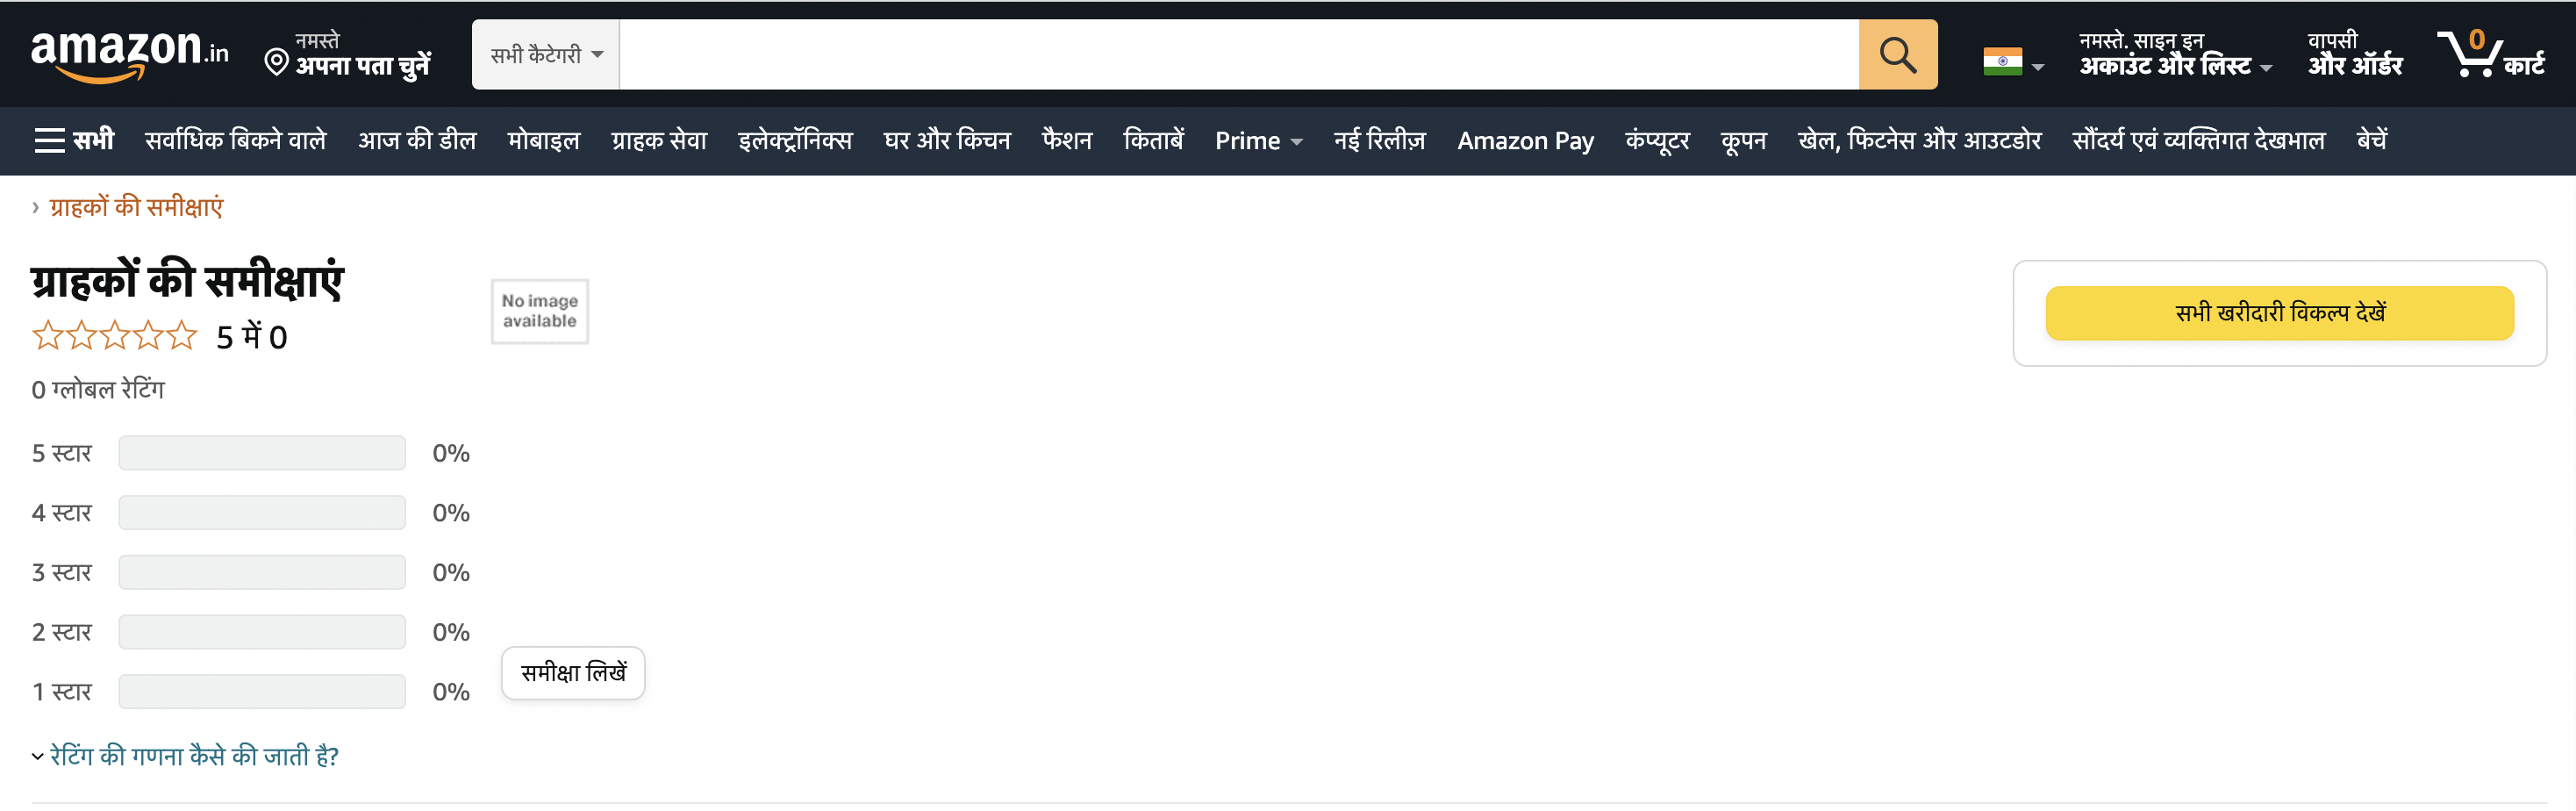 amazon.in
नमस्ते
अपना पता चुनें
सभी कैटेगरी
नमस्ते. साइन इन
अकाउंट और लिस्ट
वापसी
और ऑर्डर
0
कार्ट
सभी सर्वाधिक बिकने वाले आज की डील मोबाइल ग्राहक सेवा इलेक्ट्रॉनिक्स घर और किचन फैशन किताबें Prime नई रिलीज़ Amazon Pay कंप्यूटर कूपन खेल, फिटनेस और आउटडोर सौंदर्य एवं व्यक्तिगत देखभाल बेचें
› ग्राहकों की समीक्षाएं
ग्राहकों की समीक्षाएं
5 में 0
0 ग्लोबल रेटिंग
5 स्टार 0%
4 स्टार 0%
3 स्टार 0%
2 स्टार 0%
1 स्टार 0%
रेटिंग की गणना कैसे की जाती है?
No image
available
समीक्षा लिखें
सभी खरीदारी विकल्प देखें